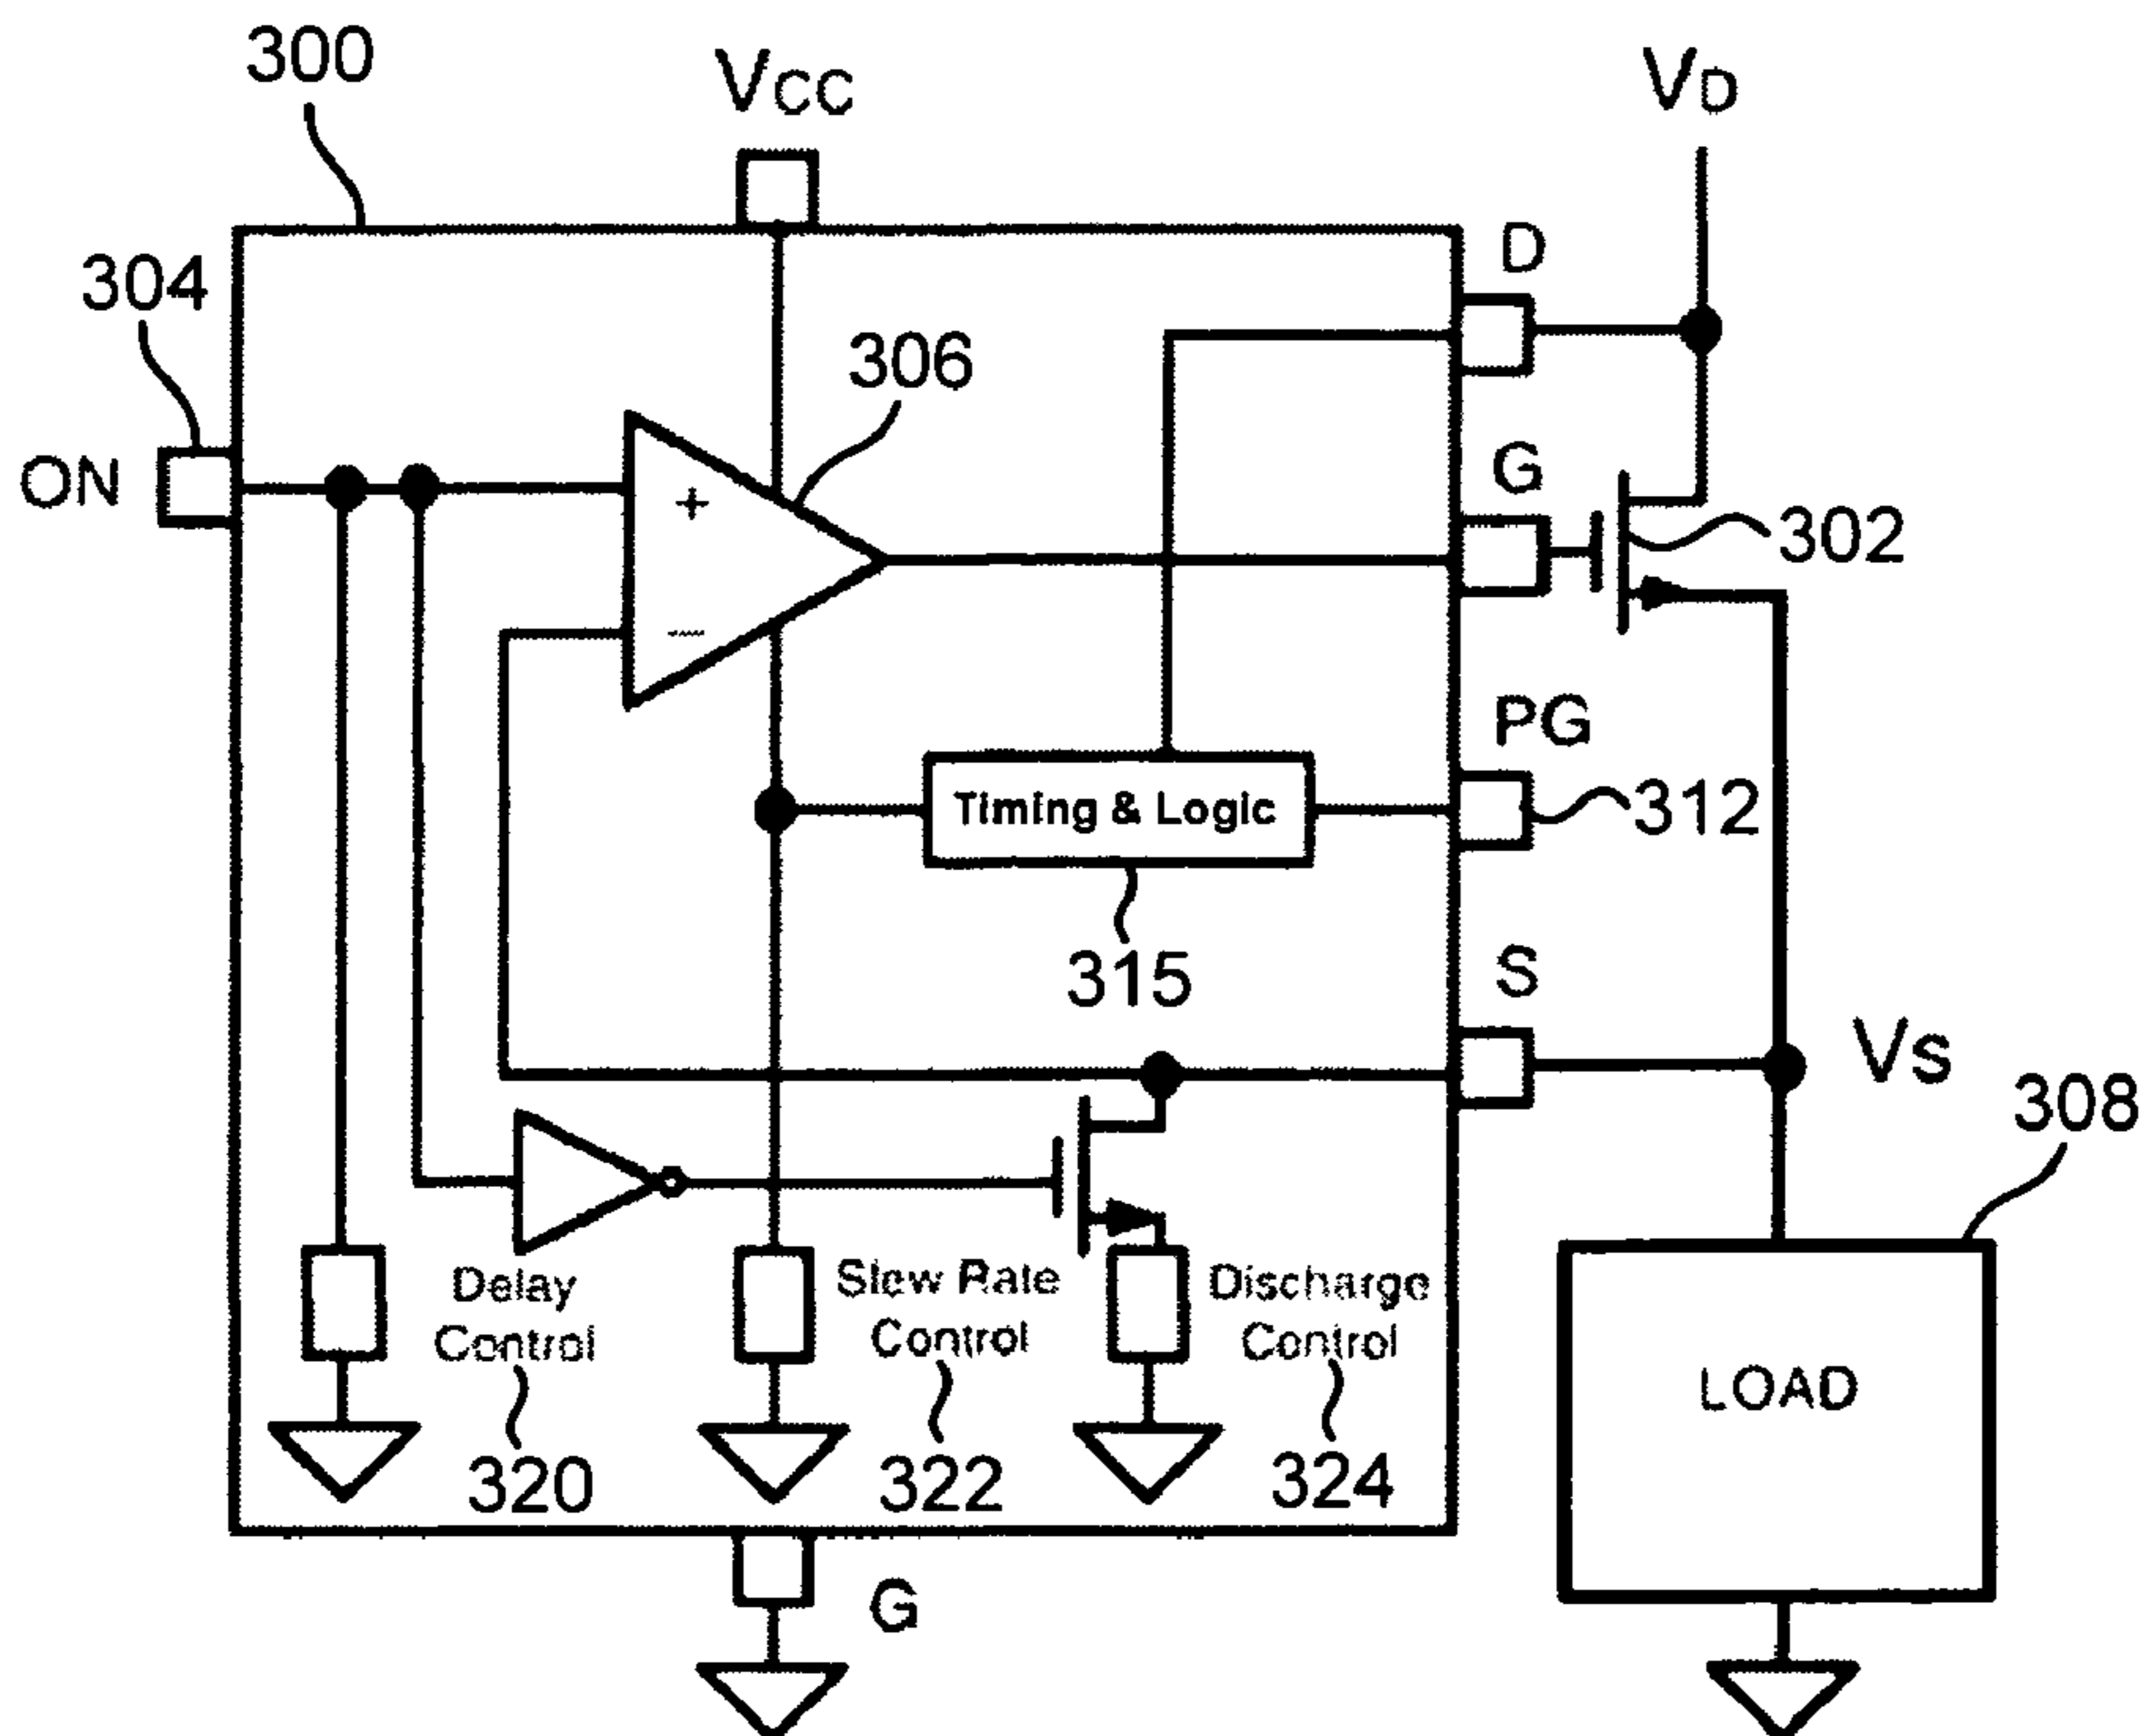 300
VCC
VD
304
D
306
ON
G
+
302
−
PG
Timing & Logic
312
315
S
VS
308
Delay
Control
Slew Rate
Control
Discharge
Control
LOAD
320
322
324
G